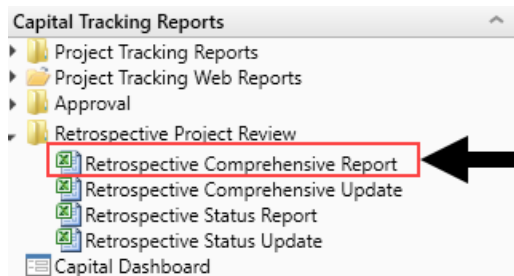 Capital Tracking Reports
Project Tracking Reports
Project Tracking Web Reports
Approval
Retrospective Project Review
Retrospective Comprehensive Report
Retrospective Comprehensive Update
Retrospective Status Report
Retrospective Status Update
Capital Dashboard